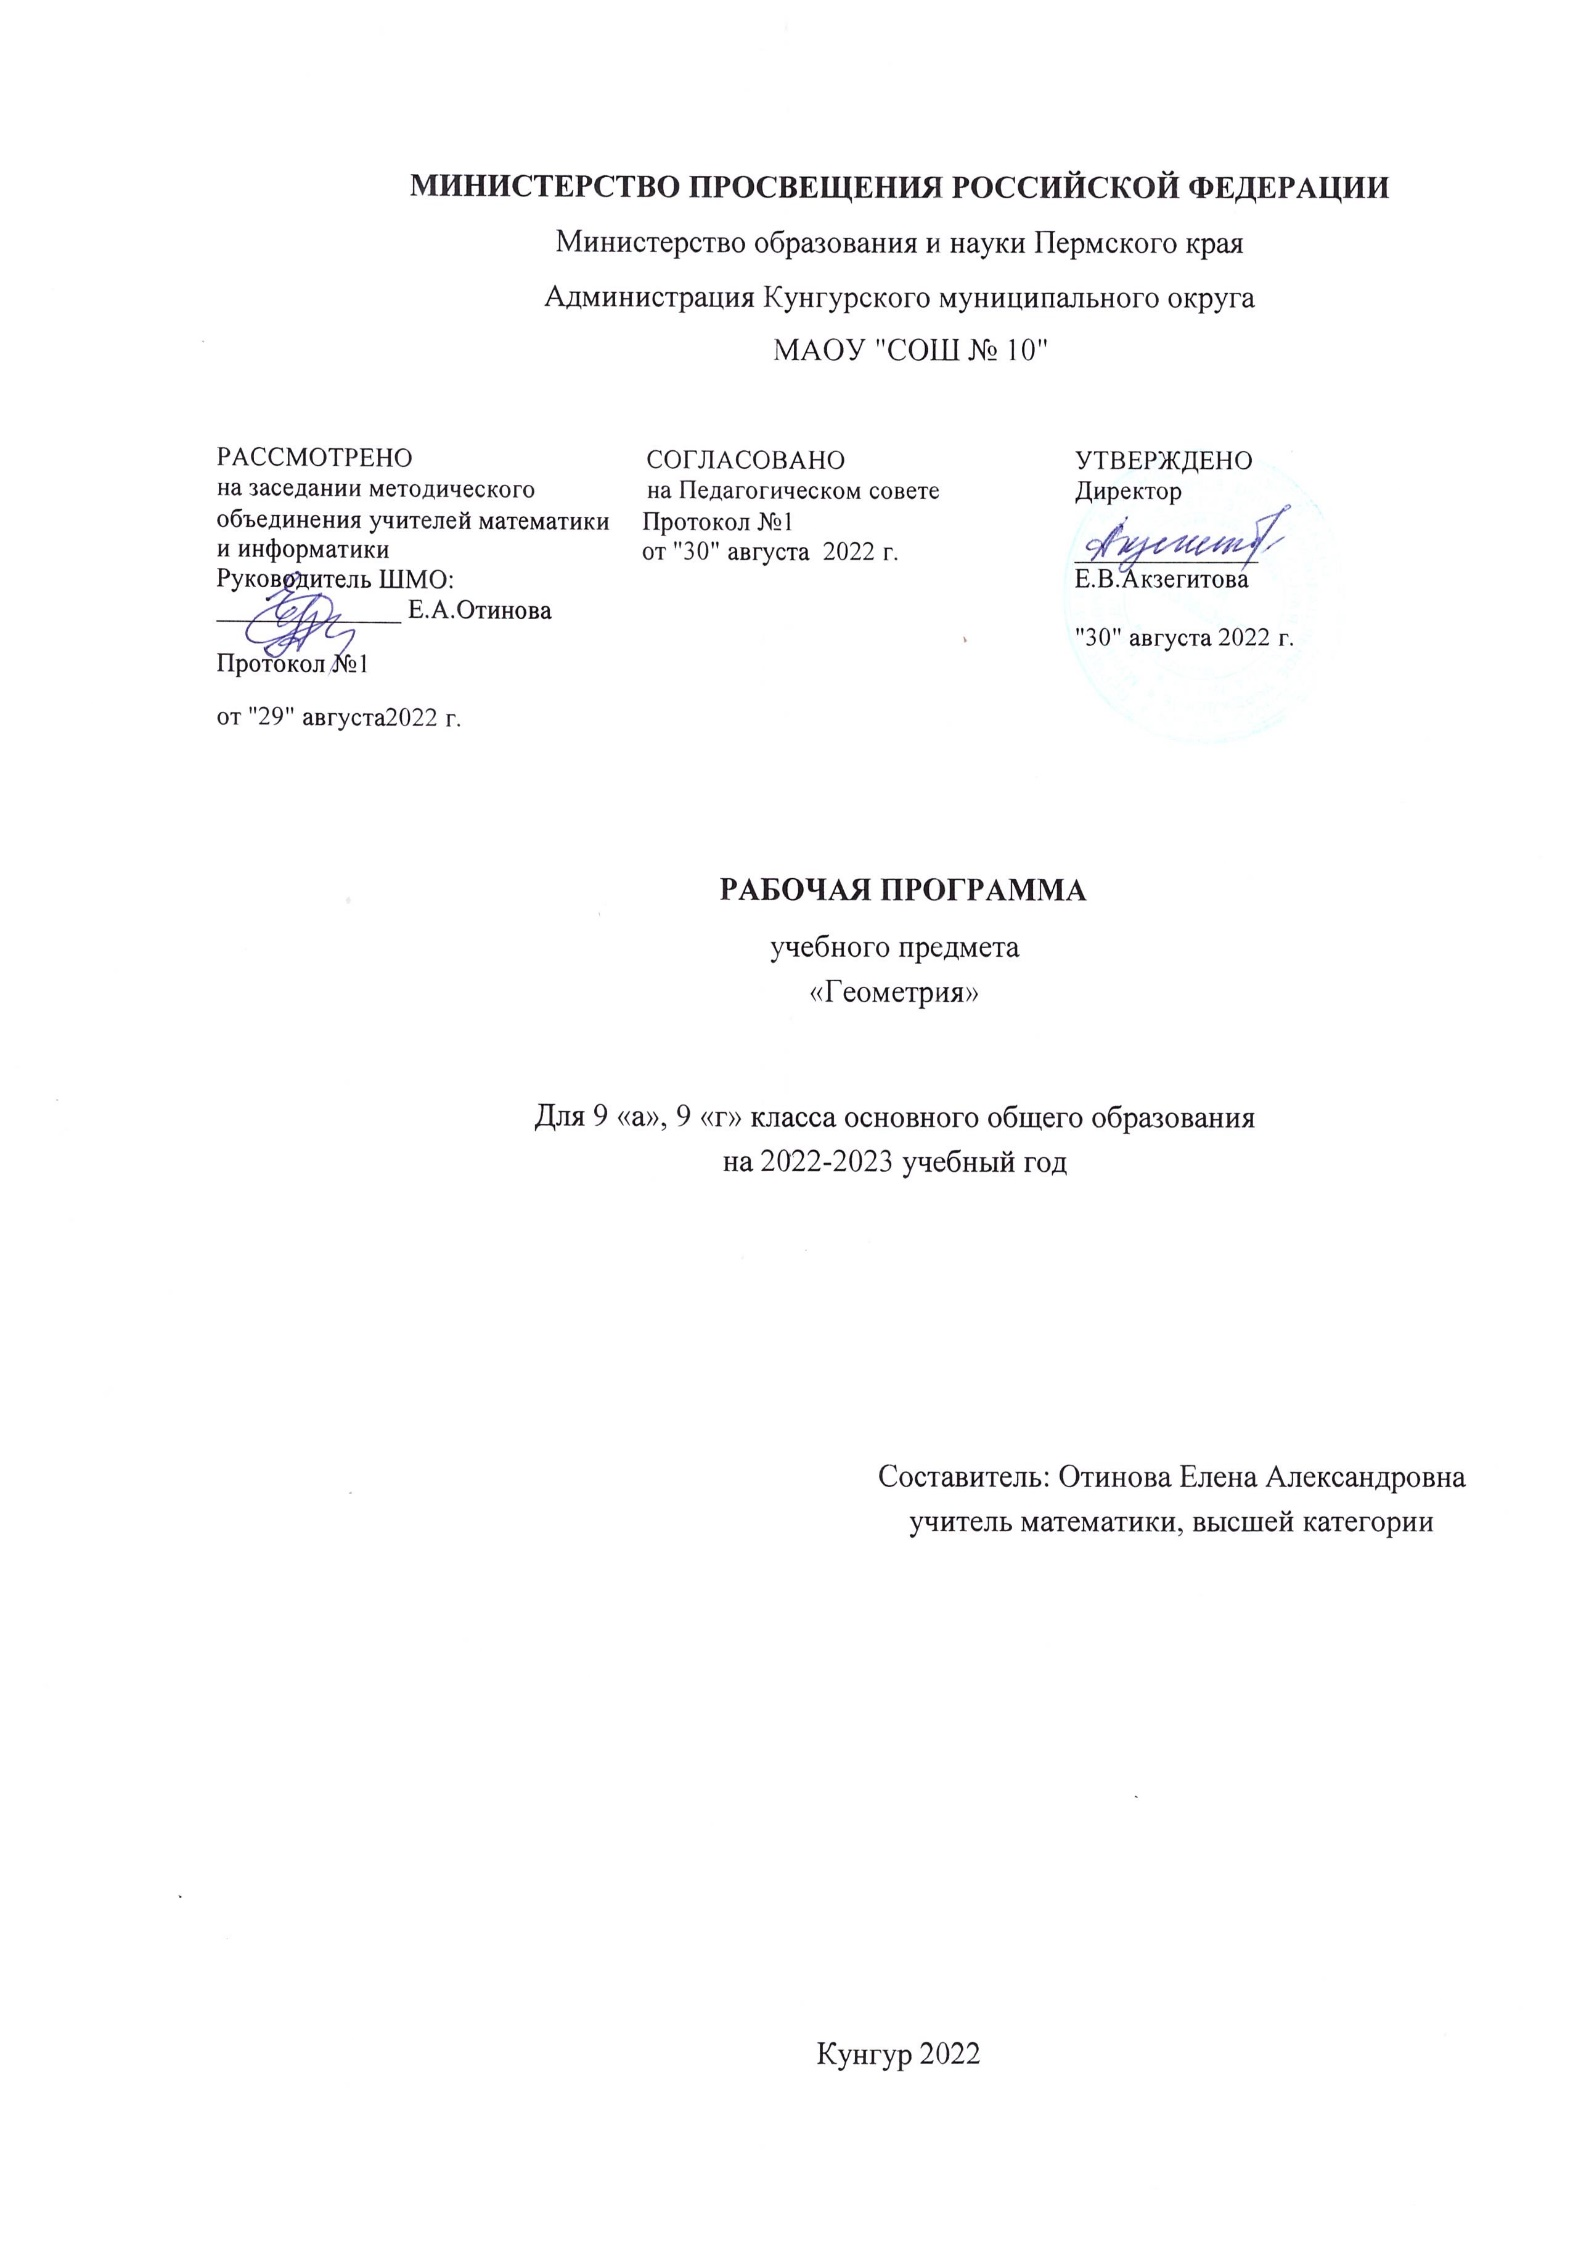 МИНИСТЕРСТВО ПРОСВЕЩЕНИЯ РОССИЙСКОЙ ФЕДЕРАЦИИ
Министерство образования и науки Пермского края
Администрация Кунгурского муниципального округа
МАОУ "СОШ № 10"
РАССМОТРЕНО
на заседании методического
объединения учителей математики
и информатики
Руководитель ШМО:
______________ Е.А.Отинова
Протокол №1
от "29" августа2022 г.
СОГЛАСОВАНО
на Педагогическом совете
Протокол №1
от "30" августа 2022 г.
УТВЕРЖДЕНО
Директор
______________
Е.В.Акзегитова
"30" августа 2022 г.
РАБОЧАЯ ПРОГРАММА
учебного предмета
«Геометрия»
Для 9 «а», 9 «г» класса основного общего образования
на 2022-2023 учебный год
Составитель: Отинова Елена Александровна
учитель математики, высшей категории
Кунгур 2022